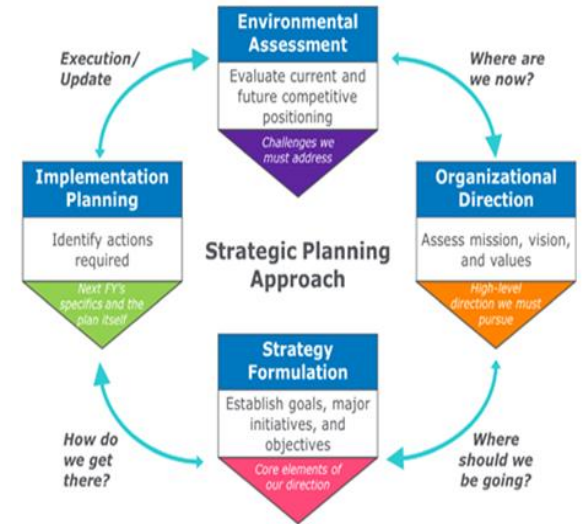 Environmental
Assessment
Evaluate current and
future competitive
positioning
Challenges we
must address
Where are
we now?
Organizational
Direction
Assess mission, vision,
and values
High-level
direction we must
pursue
Where
should we
be going?
Strategy
Formulation
Establish goals, major
initiatives, and
objectives
Core elements of
our direction
How do
we get
there?
Implementation
Planning
Identify actions
required
Next FY's
specifics and the
plan itself
Execution/
Update
Strategic Planning
Approach